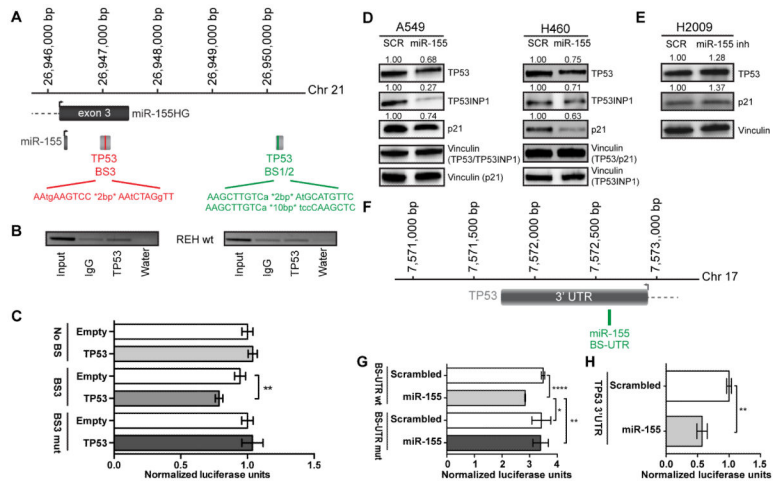 A
26,946,000 bp
26,947,000 bp
26,948,000 bp
26,949,000 bp
26,950,000 bp
Chr 21
exon 3
miR-155HG
miR-155
TP53
BS3
AAtgAAGTCC *2bp* AAtCTAGgTT
TP53
BS1/2
AAGCTTGTCa *2bp* AtGCATGTTC
AAGCTTGTCa *10bp* tccCAAGCTC
B
REH wt
Input
IgG
TP53
Water
Input
IgG
TP53
Water
C
No BS
Empty
TP53
BS3
Empty
TP53
**
BS3 mut
Empty
TP53
0.0
0.5
1.0
1.5
Normalized luciferase units
D
A549
SCR miR-155
1.00 0.68
TP53
1.00 0.27
TP53INP1
1.00 0.74
p21
Vinculin
(TP53/TP53INP1)
Vinculin (p21)
H460
SCR miR-155
1.00 0.75
TP53
1.00 0.71
TP53INP1
1.00 0.63
p21
Vinculin
(TP53/p21)
Vinculin
(TP53INP1)
E
H2009
SCR miR-155 inh
1.00 1.28
TP53
1.00 1.37
p21
Vinculin
F
7,571,000 bp
7,571,500 bp
7,572,000 bp
7,572,500 bp
7,573,000 bp
Chr 17
TP53
3' UTR
miR-155
BS-UTR
G
BS-UTR wt
Scrambled
miR-155
BS-UTR mut
Scrambled
miR-155
****
*
**
0
1
2
3
4
Normalized luciferase units
H
TP53 3'UTR
Scrambled
miR-155
**
0.0
0.5
1.0
1.5
Normalized luciferase units